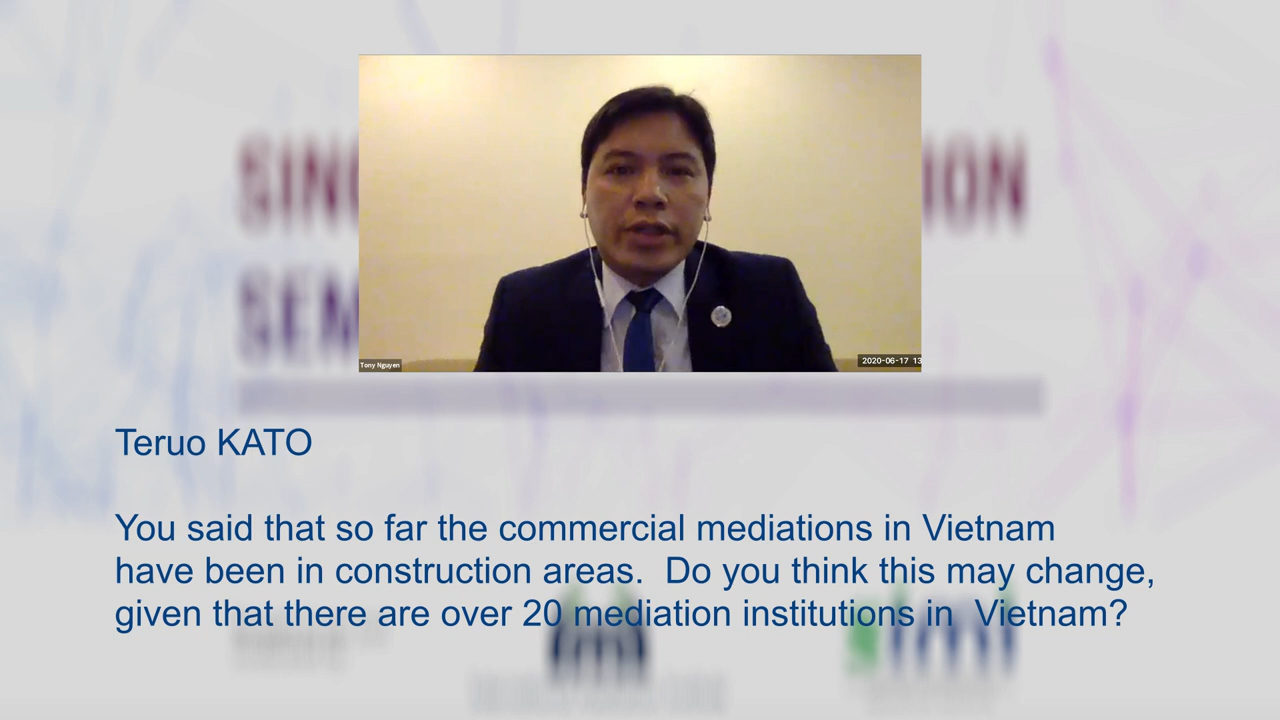 Tony Nguyen
2020-06-17 13
Teruo KATO
You said that so far the commercial mediations in Vietnam
have been in construction areas. Do you think this may change,
given that there are over 20 mediation institutions in Vietnam?